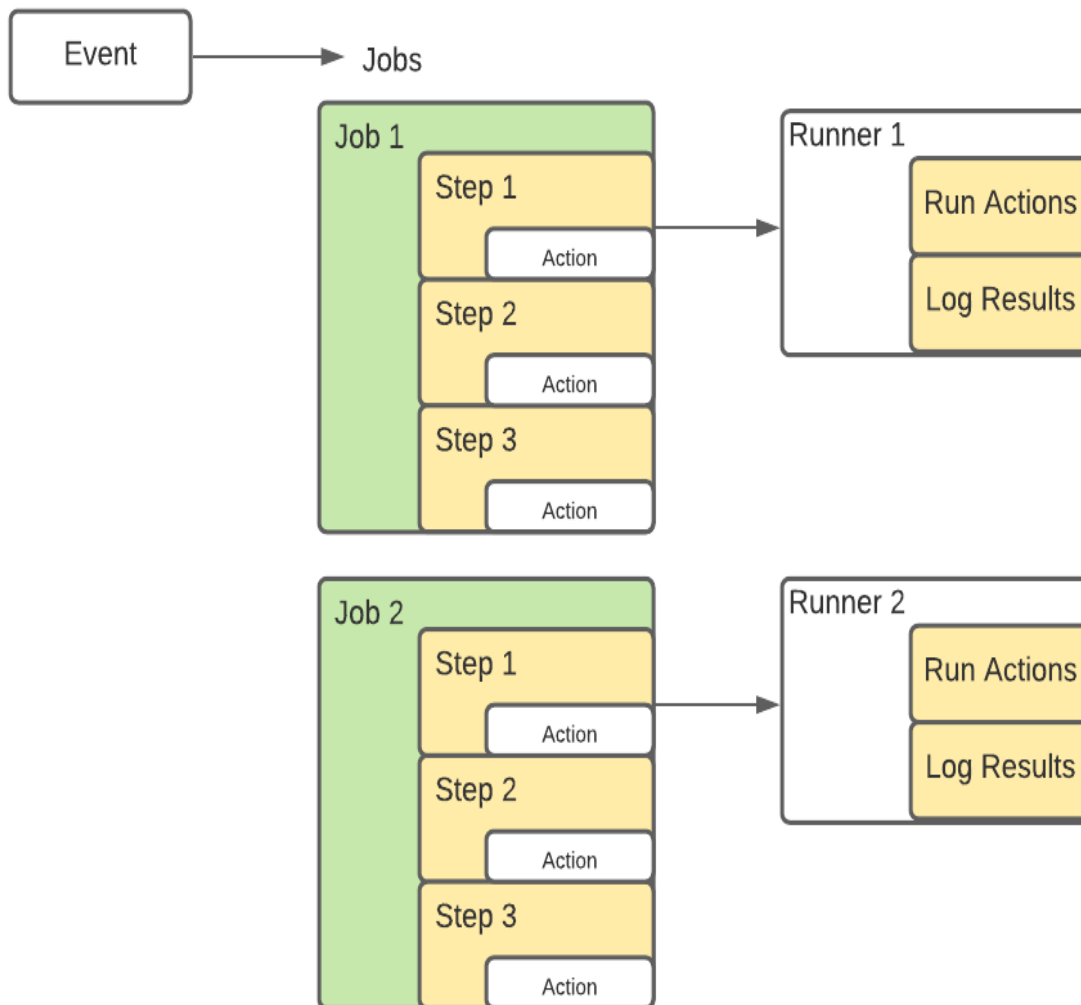 Event
Jobs
Job 1
Step 1
Action
Step 2
Action
Step 3
Action
Runner 1
Run Actions
Log Results
Job 2
Step 1
Action
Step 2
Action
Step 3
Action
Runner 2
Run Actions
Log Results